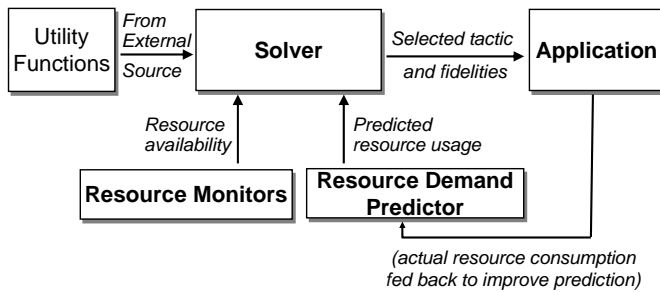 Utility
Functions
From
External
Source
Solver
Selected tactic
and fidelities
Application
Resource
availability
Predicted
resource usage
Resource Monitors
Resource Demand
Predictor
(actual resource consumption
fed back to improve prediction)